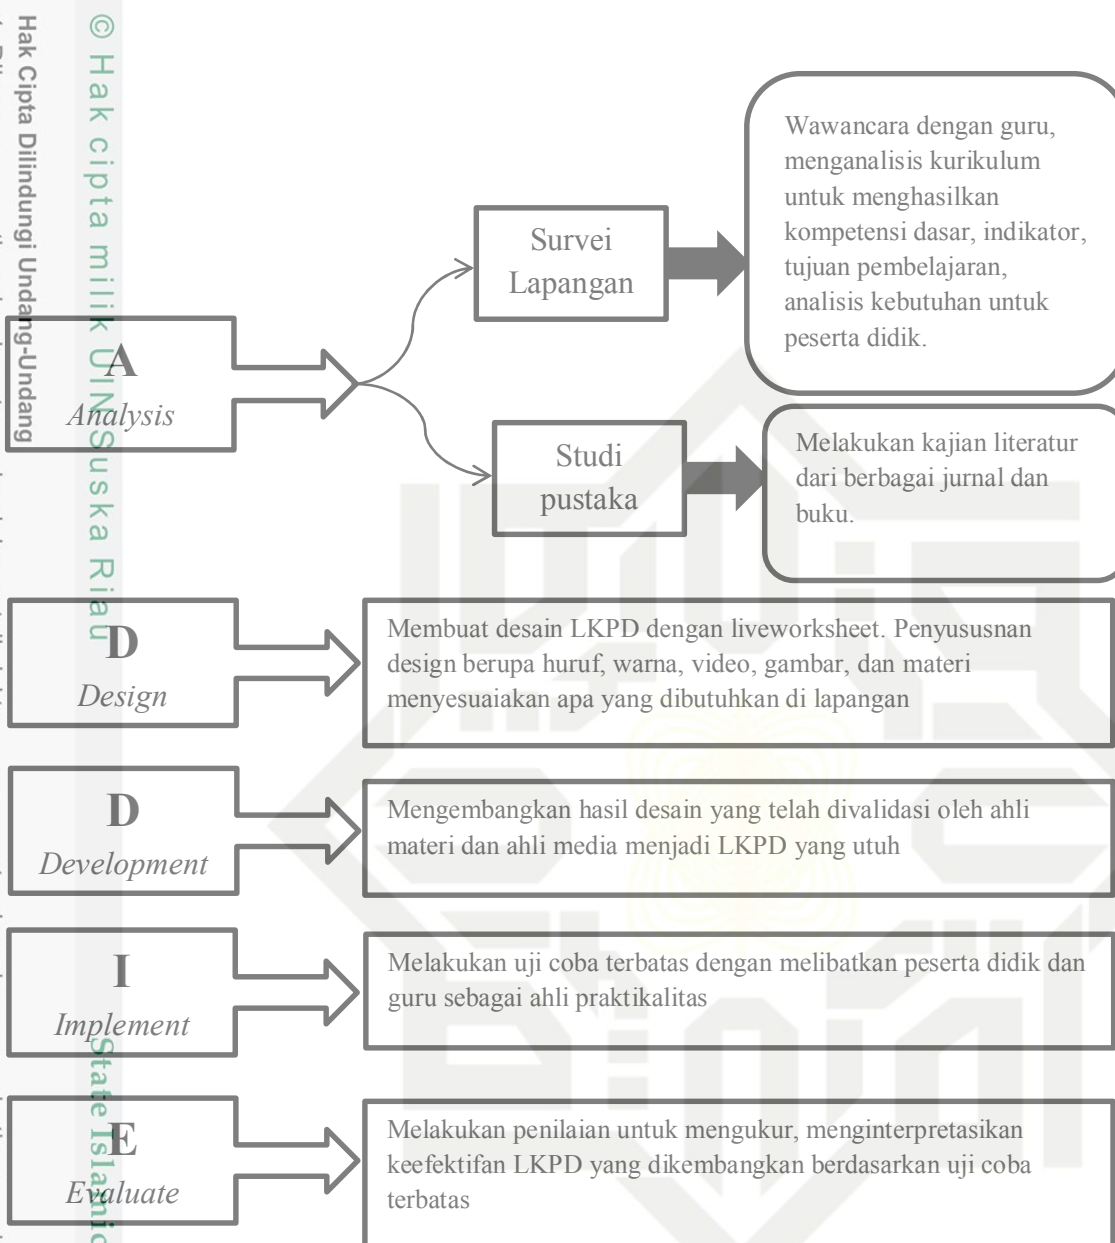 © Hak cipta milik UIN Suska Riau
State Islamic
Hak Cipta Dilindungi Undang-Undang
A
Analysis
Survei
Lapangan
Wawancara dengan guru,
menganalisis kurikulum
untuk menghasilkan
kompetensi dasar, indikator,
tujuan pembelajaran,
analisis kebutuhan untuk
peserta didik.
Studi
pustaka
Melakukan kajian literatur
dari berbagai jurnal dan
buku.
D
Design
Membuat desain LKPD dengan liveworksheet. Penyususnan
design berupa huruf, warna, video, gambar, dan materi
menyesuaiakan apa yang dibutuhkan di lapangan
D
Development
Mengembangkan hasil desain yang telah divalidasi oleh ahli
materi dan ahli media menjadi LKPD yang utuh
I
Implement
Melakukan uji coba terbatas dengan melibatkan peserta didik dan
guru sebagai ahli praktikalitas
E
Evaluate
Melakukan penilaian untuk mengukur, menginterpretasikan
keefektifan LKPD yang dikembangkan berdasarkan uji coba
terbatas